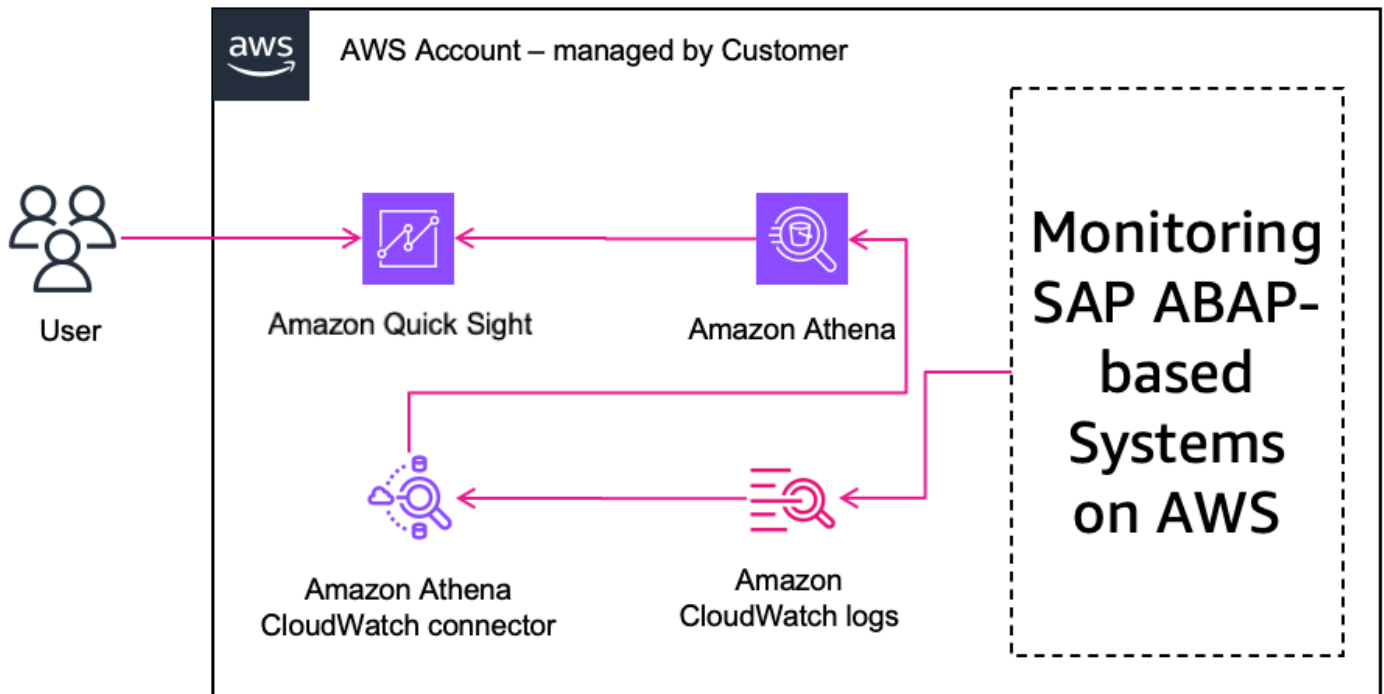 aws
AWS Account – managed by Customer
User
Amazon Quick Sight
Amazon Athena
Monitoring
SAP ABAP-
based
Systems
on AWS
Amazon Athena
CloudWatch connector
Amazon
CloudWatch logs